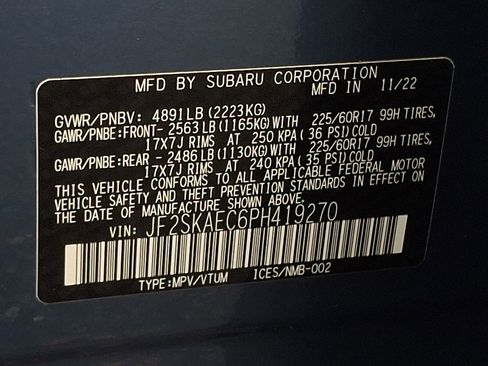 MFD BY SUBARU CORPORATION
MFD IN 11/22
GVWR/PNBV: 4891LB (2223KG)
GAWR/PNBE:FRONT- 2563LB (1165KG)WITH 225/60R17 99H TIRES,
17X7J RIMS AT 250 KPA ( 36 PSI)COLD
GAWR/PNBE:REAR - 2486LB (1130KG)WITH 225/60R17 99H TIRES,
17X7J RIMS AT 240 KPA ( 35 PSI)COLD
THIS VEHICLE CONFORMS TO ALL APPLICABLE FEDERAL MOTOR
VEHICLE SAFETY AND THEFT PREVENTION STANDARDS IN EFFECT ON
THE DATE OF MANUFACTURE SHOWN ABOVE.
VIN: JF2SKAEC6PH419270
TYPE:MPV/VTUM ICES/NMB-002